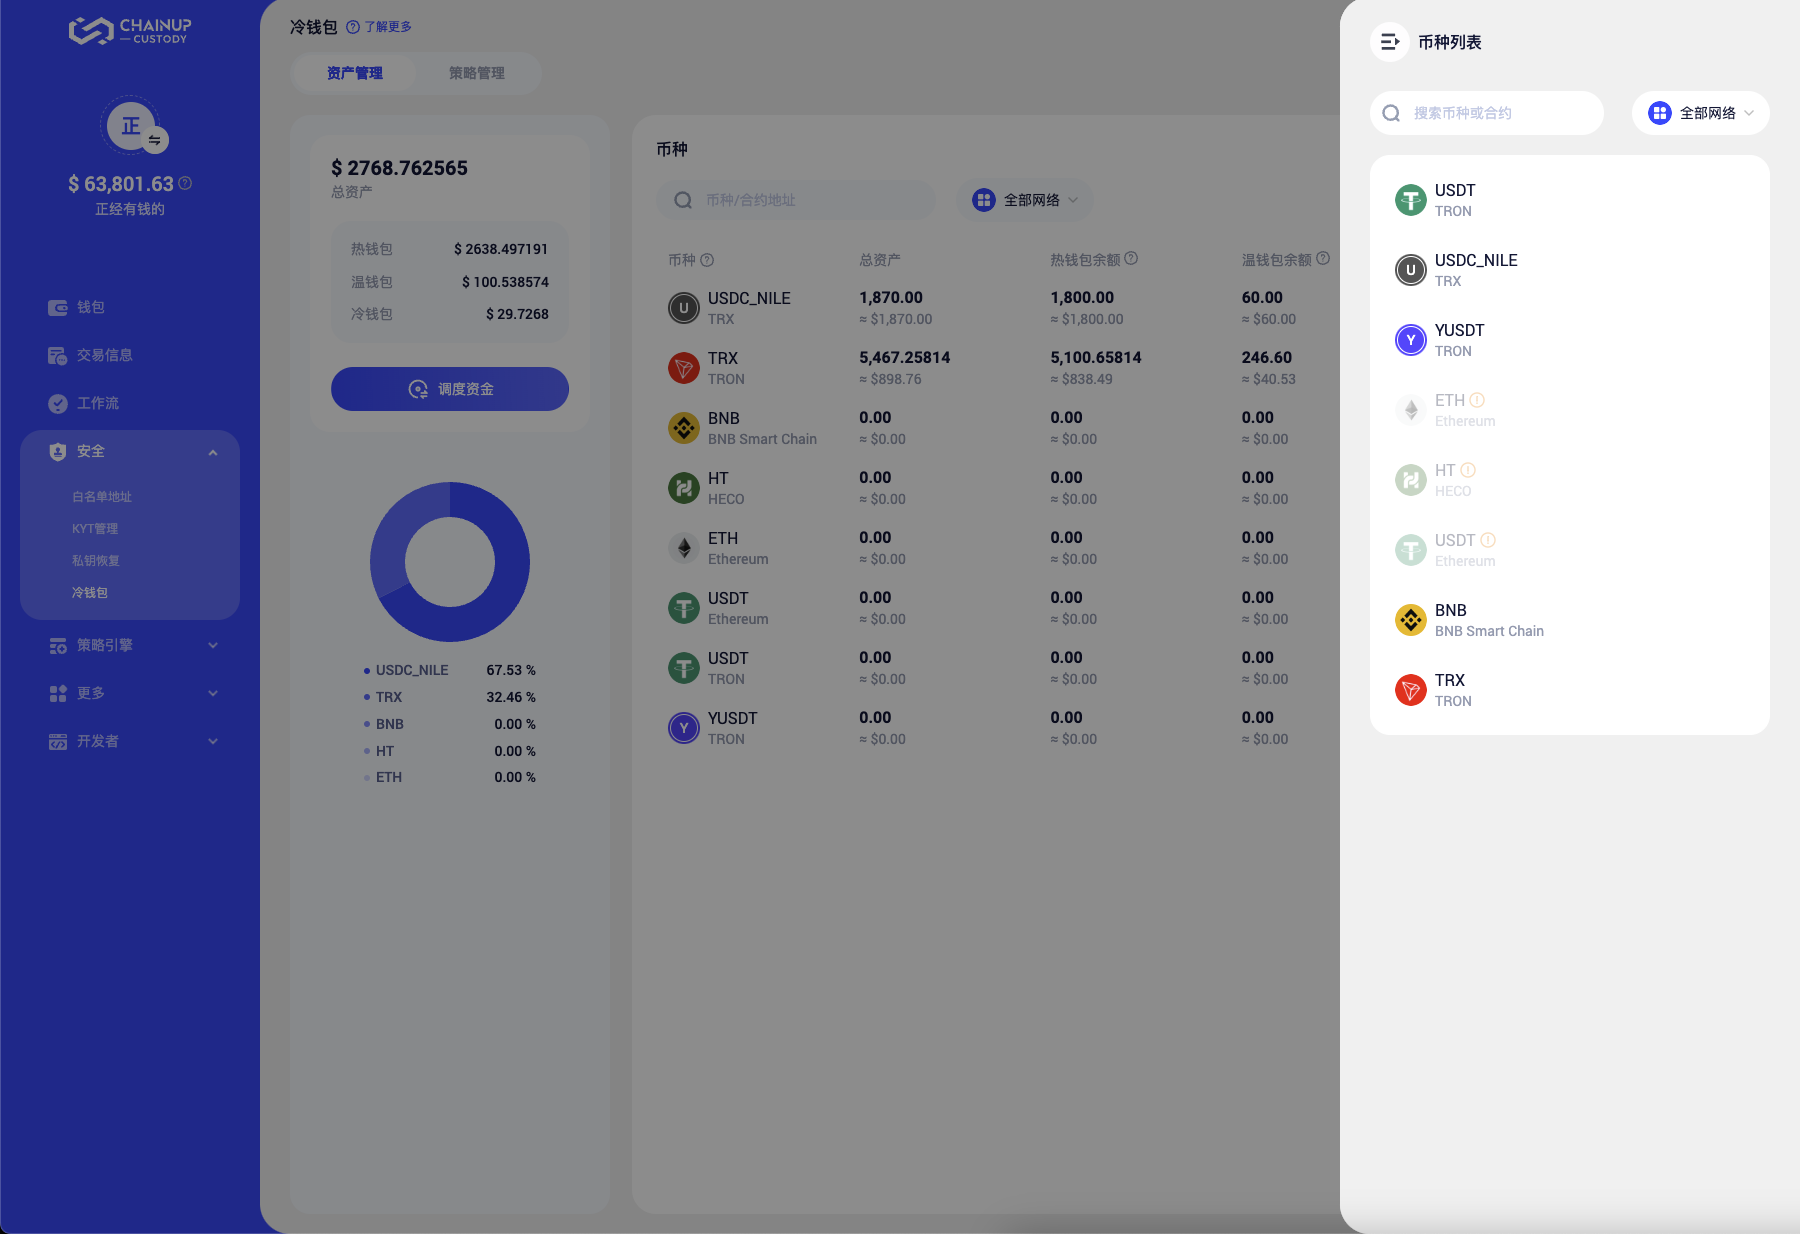 CHAINUP
CUSTODY
正
$ 63,801.63
正经有钱的
钱包
交易信息
工作流
安全
白名单地址
KYT管理
私钥恢复
冷钱包
策略引擎
更多
开发者
冷钱包 了解更多
资产管理 策略管理
$ 2768.762565
总资产
热钱包 $ 2638.497191
温钱包 $ 100.538574
冷钱包 $ 29.7268
调度资金
USDC_NILE 67.53 %
TRX 32.46 %
BNB 0.00 %
HT 0.00 %
ETH 0.00 %
币种
币种/合约地址 全部网络
币种 总资产 热钱包余额 温钱包余额
U USDC_NILE 1,870.00 1,800.00 60.00
TRX ≈ $1,870.00 ≈ $1,800.00 ≈ $60.00
TRX 5,467.25814 5,100.65814 246.60
TRON ≈ $898.76 ≈ $838.49 ≈ $40.53
BNB 0.00 0.00 0.00
BNB Smart Chain ≈ $0.00 ≈ $0.00 ≈ $0.00
HT 0.00 0.00 0.00
HECO ≈ $0.00 ≈ $0.00 ≈ $0.00
ETH 0.00 0.00 0.00
Ethereum ≈ $0.00 ≈ $0.00 ≈ $0.00
USDT 0.00 0.00 0.00
Ethereum ≈ $0.00 ≈ $0.00 ≈ $0.00
USDT 0.00 0.00 0.00
TRON ≈ $0.00 ≈ $0.00 ≈ $0.00
Y YUSDT 0.00 0.00 0.00
TRON ≈ $0.00 ≈ $0.00 ≈ $0.00
币种列表
搜索币种或合约 全部网络
USDT
TRON
U USDC_NILE
TRX
Y YUSDT
TRON
ETH
Ethereum
HT
HECO
USDT
Ethereum
BNB
BNB Smart Chain
TRX
TRON